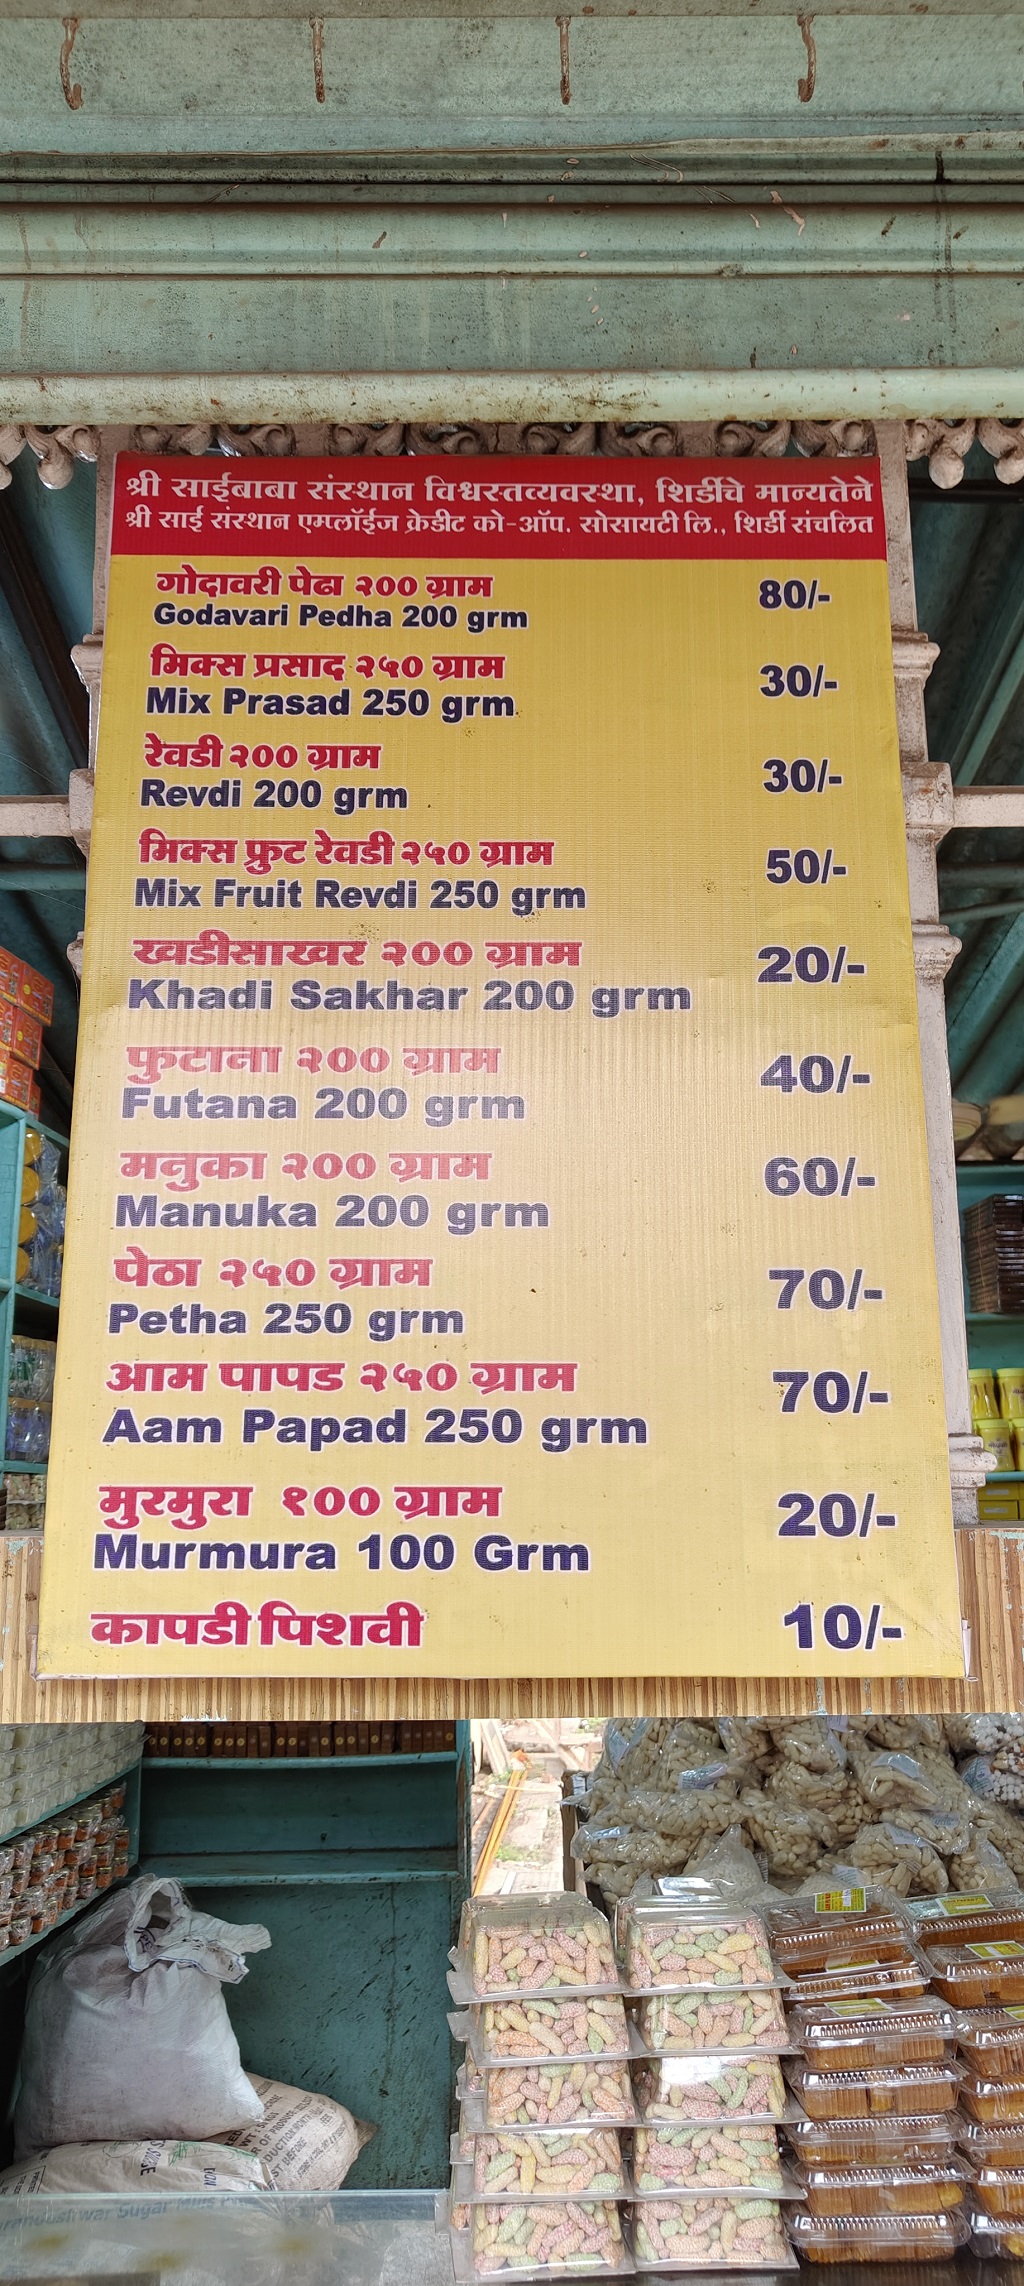 श्री साईबाबा संस्थान विश्वस्तव्यवस्था, शिर्डीचे मान्यतेने
श्री साई संस्थान एम्प्लॉईज क्रेडीट को-ऑप. सोसायटी लि., शिर्डी संचलित
गोदावरी पेढा २०० ग्राम
Godavari Pedha 200 grm 80/-
मिक्स प्रसाद २५० ग्राम
Mix Prasad 250 grm 30/-
रेवडी २०० ग्राम
Revdi 200 grm 30/-
मिक्स फ्रुट रेवडी २५० ग्राम
Mix Fruit Revdi 250 grm 50/-
खडीसाखर २०० ग्राम
Khadi Sakhar 200 grm 20/-
फुटाना २०० ग्राम
Futana 200 grm 40/-
मनुका २०० ग्राम
Manuka 200 grm 60/-
पेठा २५० ग्राम
Petha 250 grm 70/-
आम पापड २५० ग्राम
Aam Papad 250 grm 70/-
मुरमुरा १०० ग्राम
Murmura 100 Grm 20/-
कापडी पिशवी 10/-